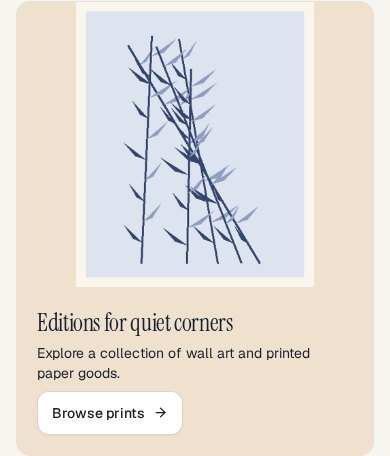 Editions for quiet corners
Explore a collection of wall art and printed
paper goods.
Browse prints →